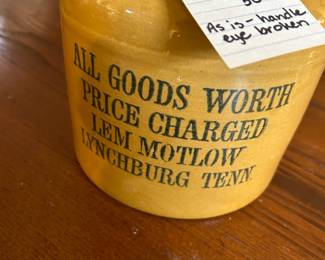 As is - handle
eye broken
ALL GOODS WORTH
PRICE CHARGED
LEM MOTLOW
LYNCHBURG TENN